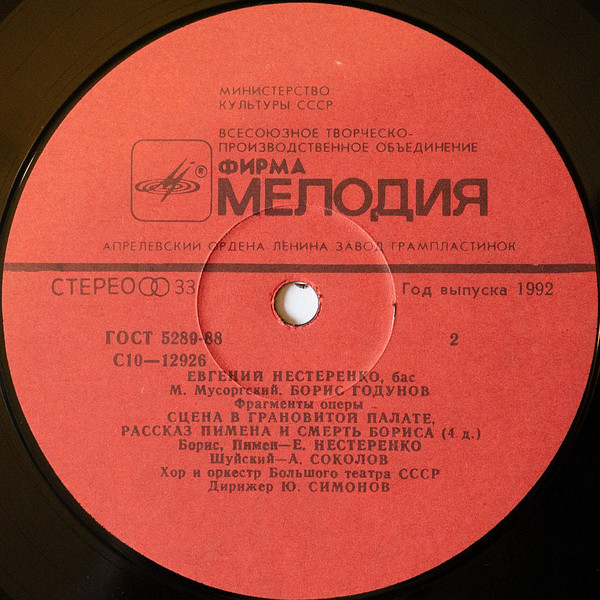 МИНИСТЕРСТВО
КУЛЬТУРЫ СССР
ВСЕСОЮЗНОЕ ТВОРЧЕСКО-
ПРОИЗВОДСТВЕННОЕ ОБЪЕДИНЕНИЕ
®
ФИРМА
МЕЛОДИЯ
АПРЕЛЕВСКИЙ ОРДЕНА ЛЕНИНА ЗАВОД ГРАМПЛАСТИНОК
СТЕРЕО 33 Год выпуска 1992
ГОСТ 5289-88 2
С10—12926
ЕВГЕНИЙ НЕСТЕРЕНКО, бас
М. Мусоргский. БОРИС ГОДУНОВ
Фрагменты оперы
СЦЕНА В ГРАНОВИТОЙ ПАЛАТЕ,
РАССКАЗ ПИМЕНА И СМЕРТЬ БОРИСА (4 д.)
Борис, Пимен—Е. НЕСТЕРЕНКО
Шуйский—А. СОКОЛОВ
Хор и оркестр Большого театра СССР
Дирижер Ю. СИМОНОВ